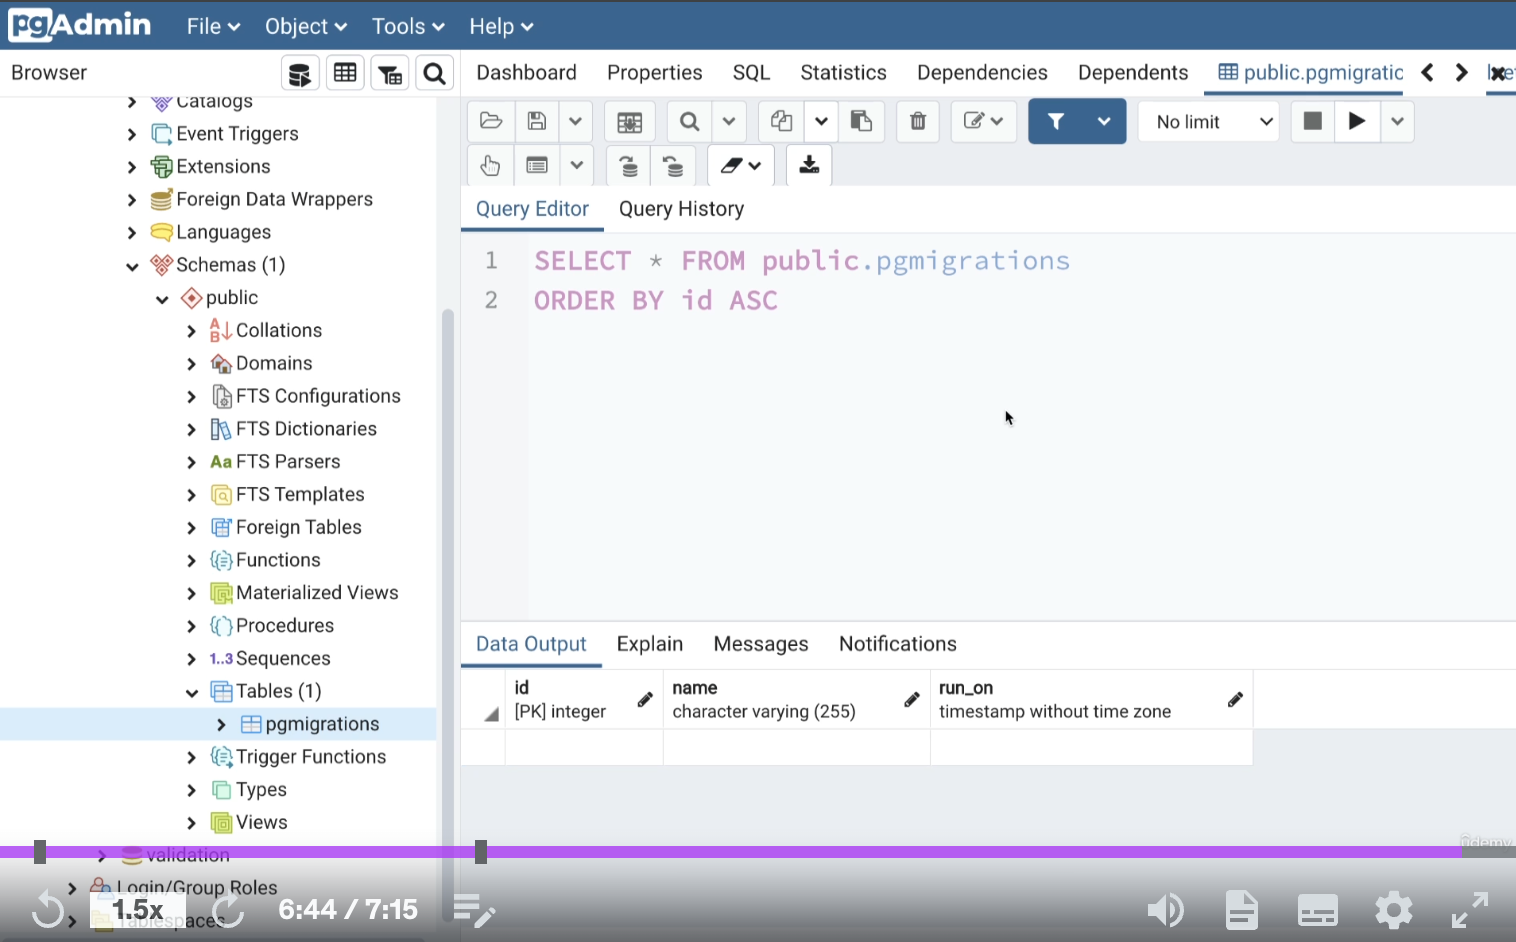 pgAdmin File Object Tools Help
Browser
Dashboard Properties SQL Statistics Dependencies Dependents public.pgmigratic
Catalogs
Event Triggers
Extensions
Foreign Data Wrappers
Languages
Schemas (1)
public
Collations
Domains
FTS Configurations
FTS Dictionaries
Aa FTS Parsers
FTS Templates
Foreign Tables
Functions
Materialized Views
Procedures
1..3 Sequences
Tables (1)
pgmigrations
Trigger Functions
Types
Views
validation
Login/Group Roles
Tablespaces
No limit
Query Editor Query History
1 SELECT * FROM public.pgmigrations
2 ORDER BY id ASC
Data Output Explain Messages Notifications
id name run_on
[PK] integer character varying (255) timestamp without time zone
ûdemy
1.5x 6:44 / 7:15